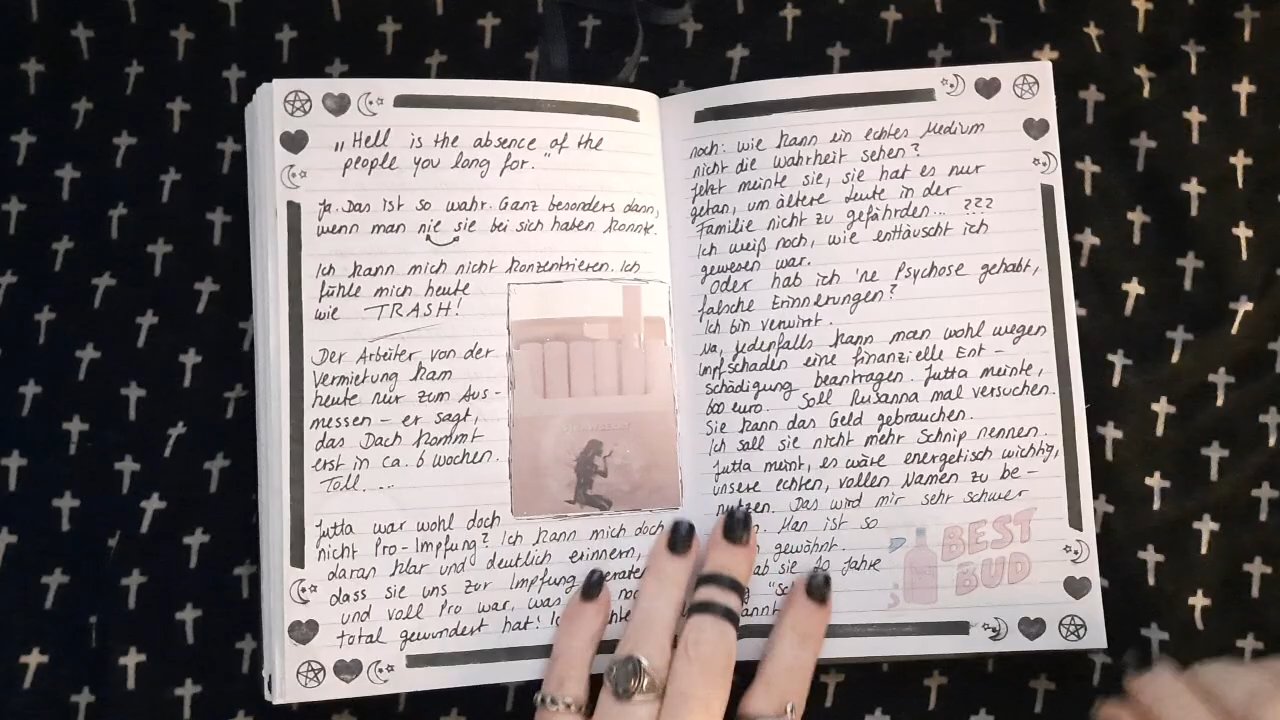 „Hell is the absence of the
people you long for."
Ja. Das ist so wahr. Ganz besonders dann,
wenn man nie sie bei sich haben konnte.
Ich kann mich nicht konzentrieren. Ich
fühle mich heute
wie TRASH!
Der Arbeiter von der
Vermietung kam
heute nur zum Aus-
messen - er sagt,
das Dach kommt
erst in ca. 6 Wochen.
Toll. ...
Jutta war wohl doch
nicht Pro-Impfung? Ich kann mich doch
daran klar und deutlich erinnern,
dass sie uns zur Impfung
und voll Pro war, was
total gewundert hat!
noch: wie kann ein echtes Medium
nicht die Wahrheit sehen?
Jetzt meinte sie, sie hat es nur
getan, um ältere Leute in der
Familie nicht zu gefährden... ???
Ich weiß noch, wie enttäuscht ich
gewesen war.
Oder hab ich 'ne Psychose gehabt,
falsche Erinnerungen?
Ich bin verwirrt.
Na, jedenfalls kann man wohl wegen
Impfschaden eine finanzielle Ent-
schädigung beantragen. Jutta meinte,
600 euro. Soll Rusanna mal versuchen.
Sie kann das Geld gebrauchen.
Ich soll sie nicht mehr Schnip nennen.
Jutta meint, es wäre energetisch wichtig,
unsere echten, vollen Namen zu be-
nutzen. Das wird mir sehr schwer
Man ist so
gewöhnt.
ab sie 20 Jahre
BEST
BUD